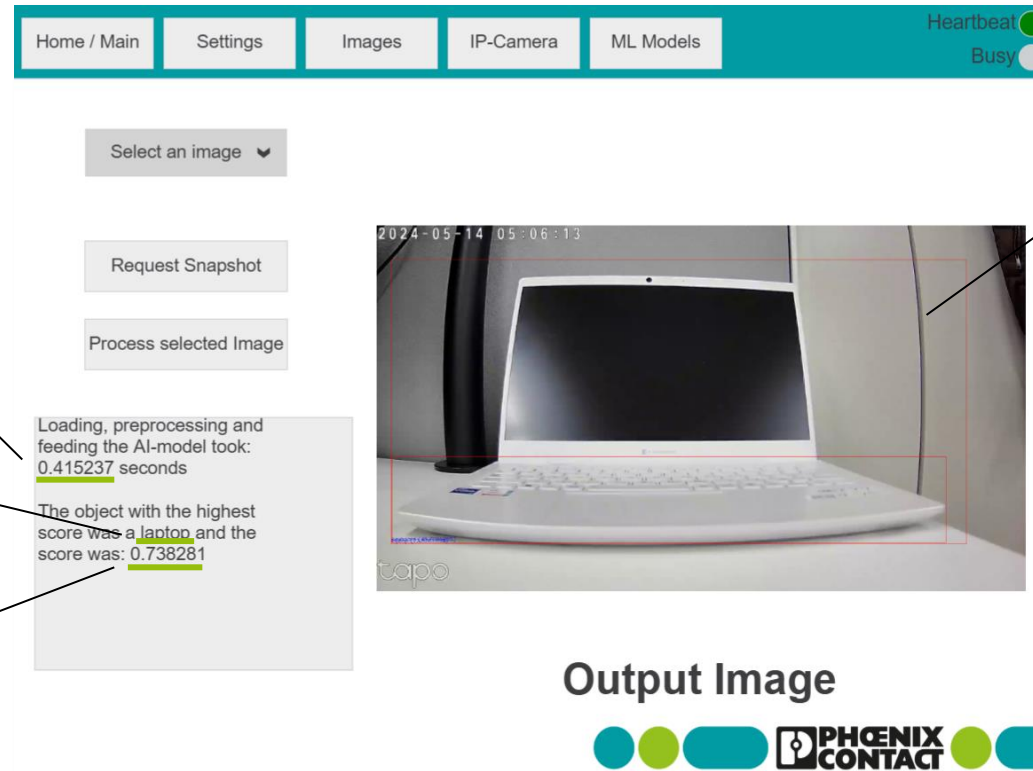 Home / Main
Settings
Images
IP-Camera
ML Models
Heartbeat
Busy
Select an image
Request Snapshot
Process selected Image
2024-05-14 05:06:13
Loading, preprocessing and
feeding the AI-model took:
0.415237 seconds
The object with the highest
score was a laptop and the
score was: 0.738281
tapo
Output Image
PHŒNIX
CONTACT